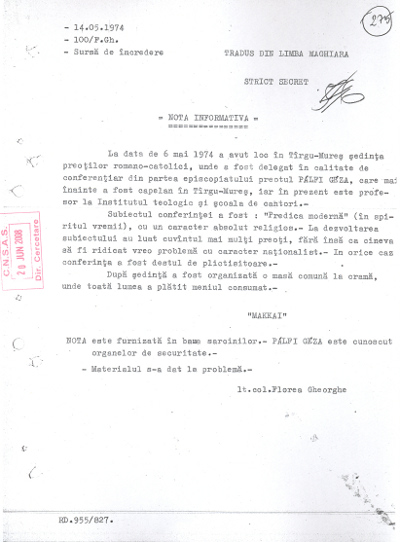 - 14.05.1974
- 100/F.Gh.
- Sursă de încredere
TRADUS DIN LIMBA MAGHIARA
STRICT SECRET
= NOTA INFORMATIVA =
La data de 6 mai 1974 a avut loc în Tîrgu-Mureş şedinţa
preoţilor romano-catolici, unde a fost delegat în calitate de
conferenţiar din partea episcopiatului preotul PÁLFI GÉZA, care mai
înainte a fost capelan în Tîrgu-Mureş, iar în prezent este profe-
sor la Institutul teologic şi şcoala de cantori.-
Subiectul conferinţei a fost : "Predica modernă" (în spi-
ritul vremii), cu un caracter absolut religios.- La desvoltarea
subiectului au luat cuvîntul mai mulţi preoţi, fără însă ca cineva
să fi ridicat vreo problemă cu caracter naţionalist.- In orice caz
conferinţa a fost destul de plictisitoare.-
După şedinţă a fost organizată o masă comună la cramă,
unde toată lumea a plătit meniul consumat.-
"MARKAI"
NOTA este furnizată în baza sarcinilor.- PÁLFI GÉZA este cunoscut
organelor de securitate.-
- Materialul s-a dat la problemă.-
lt.col.Florea Gheorghe
RD.955/827.
C.N.S.A.S.
20 JUN 2008
Dir. Cercetare